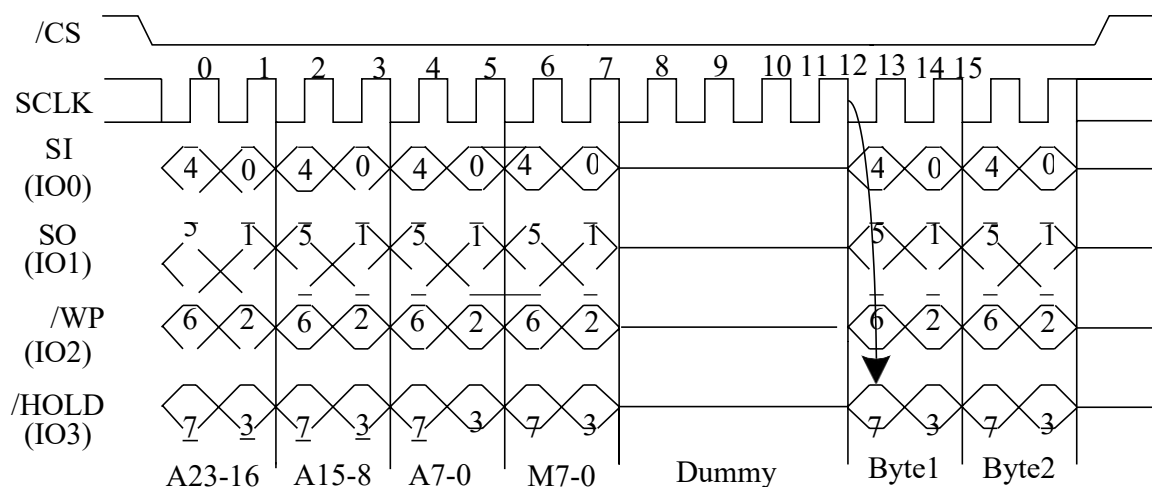 /CS
0 1 2 3 4 5 6 7 8 9 10 11 12 13 14 15
SCLK
SI
(IO0)
4 0 4 0 4 0 4 0 4 0 4 0
SO
(IO1)
5 1 5 1 5 1 5 1 5 1 5 1
/WP
(IO2)
6 2 6 2 6 2 6 2 6 2 6 2
/HOLD
(IO3)
7 3 7 3 7 3 7 3 7 3 7 3
A23-16 A15-8 A7-0 M7-0 Dummy Byte1 Byte2